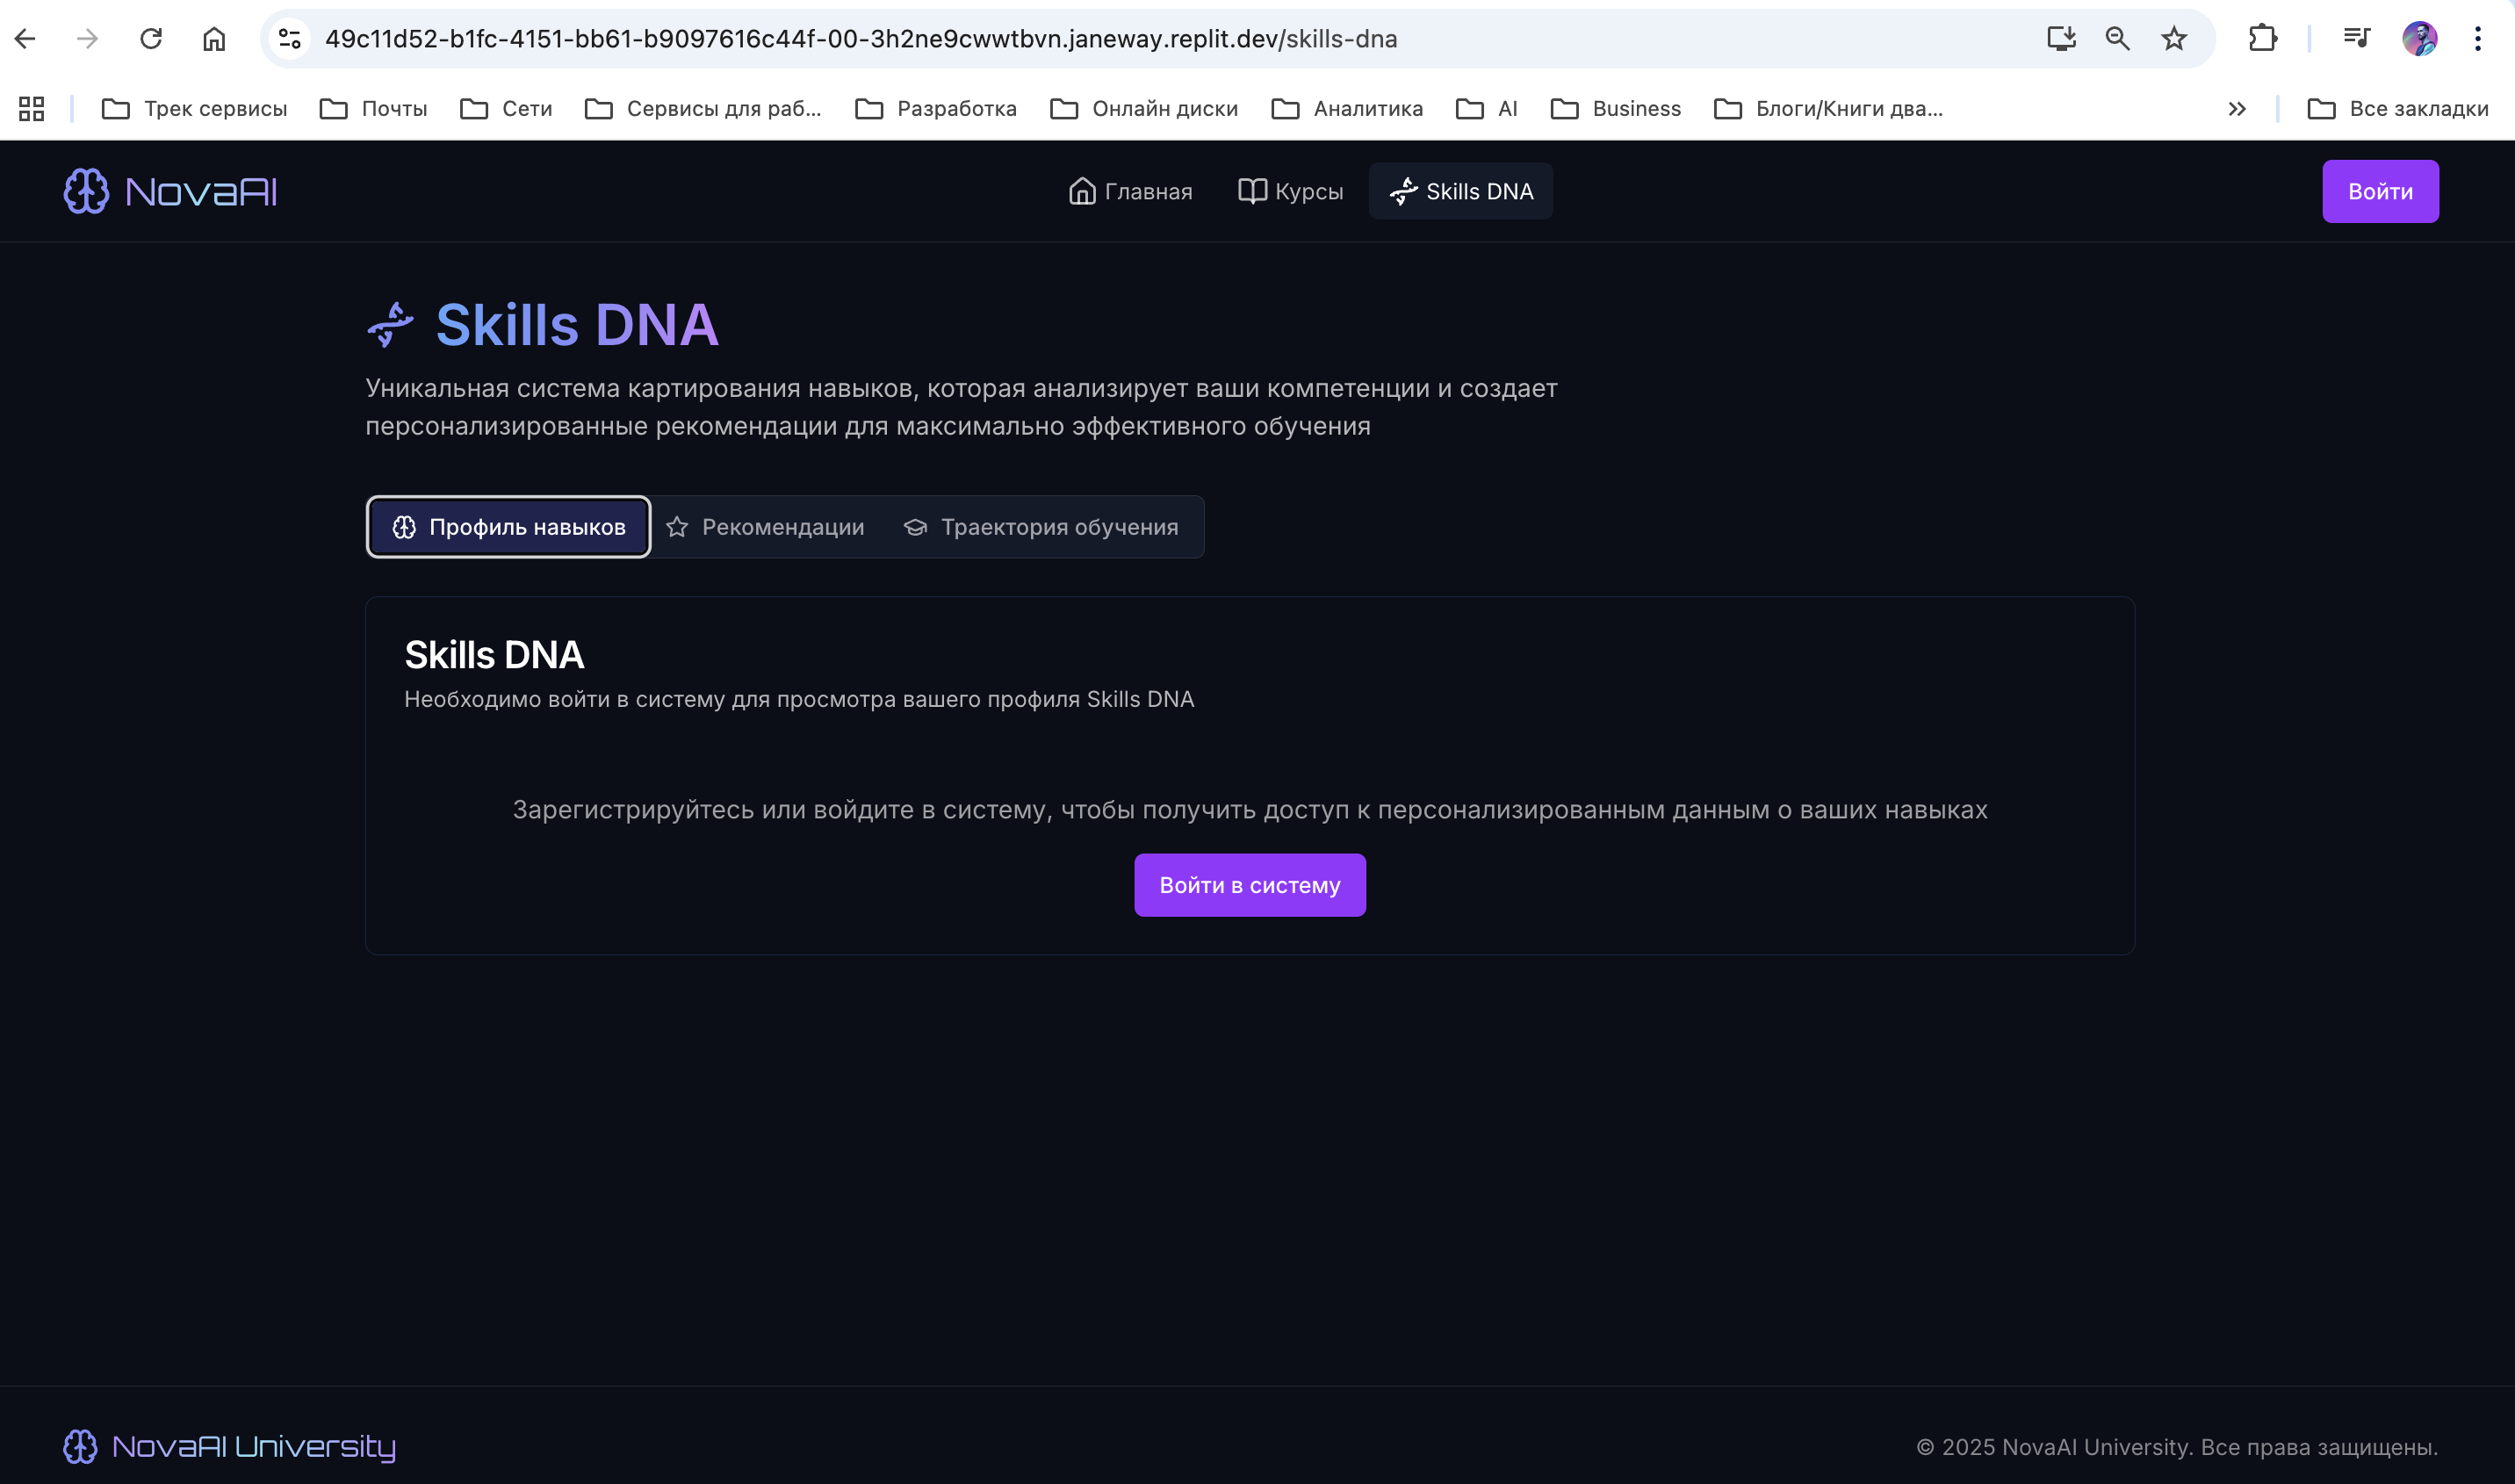 49c11d52-b1fc-4151-bb61-b9097616c44f-00-3h2ne9cwwtbvn.janeway.replit.dev/skills-dna
Трек сервисы
Почты
Сети
Сервисы для раб...
Разработка
Онлайн диски
Аналитика
AI
Business
Блоги/Книги два...
Все закладки
NovaAI
Главная
Курсы
Skills DNA
Войти
Skills DNA
Уникальная система картирования навыков, которая анализирует ваши компетенции и создает
персонализированные рекомендации для максимально эффективного обучения
Профиль навыков
Рекомендации
Траектория обучения
Skills DNA
Необходимо войти в систему для просмотра вашего профиля Skills DNA
Зарегистрируйтесь или войдите в систему, чтобы получить доступ к персонализированным данным о ваших навыках
Войти в систему
NovaAI University
© 2025 NovaAI University. Все права защищены.